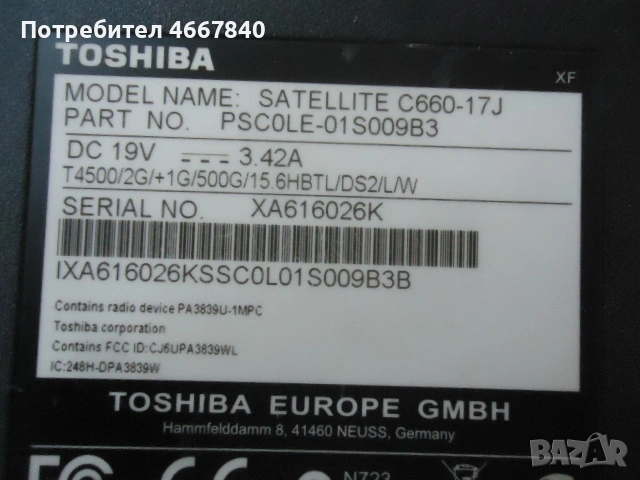 Потребител 4667840
TOSHIBA
XF
MODEL NAME: SATELLITE C660-17J
PART NO. PSC0LE-01S009B3
DC 19V 3.42A
T4500/2G/+1G/500G/15.6HBTL/DS2/L/W
SERIAL NO. XA616026K
IXA616026KSSC0L01S009B3B
Contains radio device PA3839U-1MPC
Toshiba corporation
Contains FCC ID:CJ6UPA3839WL
IC:248H-DPA3839W
TOSHIBA EUROPE GMBH
Hammfelddamm 8, 41460 NEUSS, Germany
N723
BAZAR